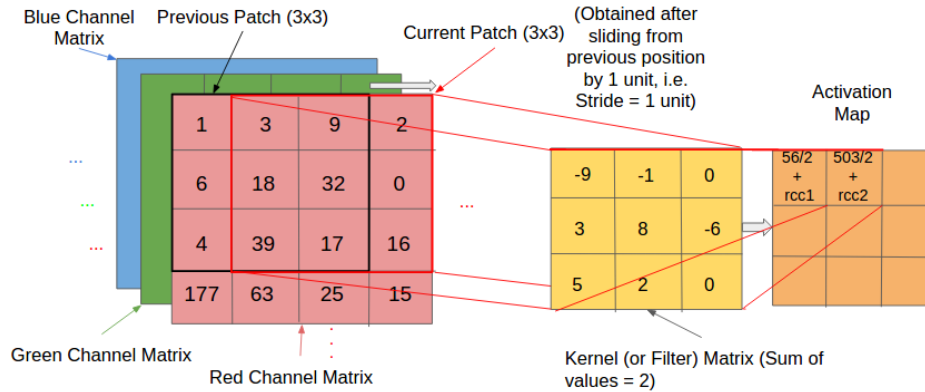 Blue Channel
Matrix
Previous Patch (3x3)
Current Patch (3x3)
(Obtained after
sliding from
previous position
by 1 unit, i.e.
Stride = 1 unit)
Activation
Map
1 3 9 2
6 18 32 0
4 39 17 16
177 63 25 15
...
...
...
...
-9 -1 0
3 8 -6
5 2 0
56/2 503/2
+ +
rcc1 rcc2
Green Channel Matrix
Red Channel Matrix
Kernel (or Filter) Matrix (Sum of
values = 2)